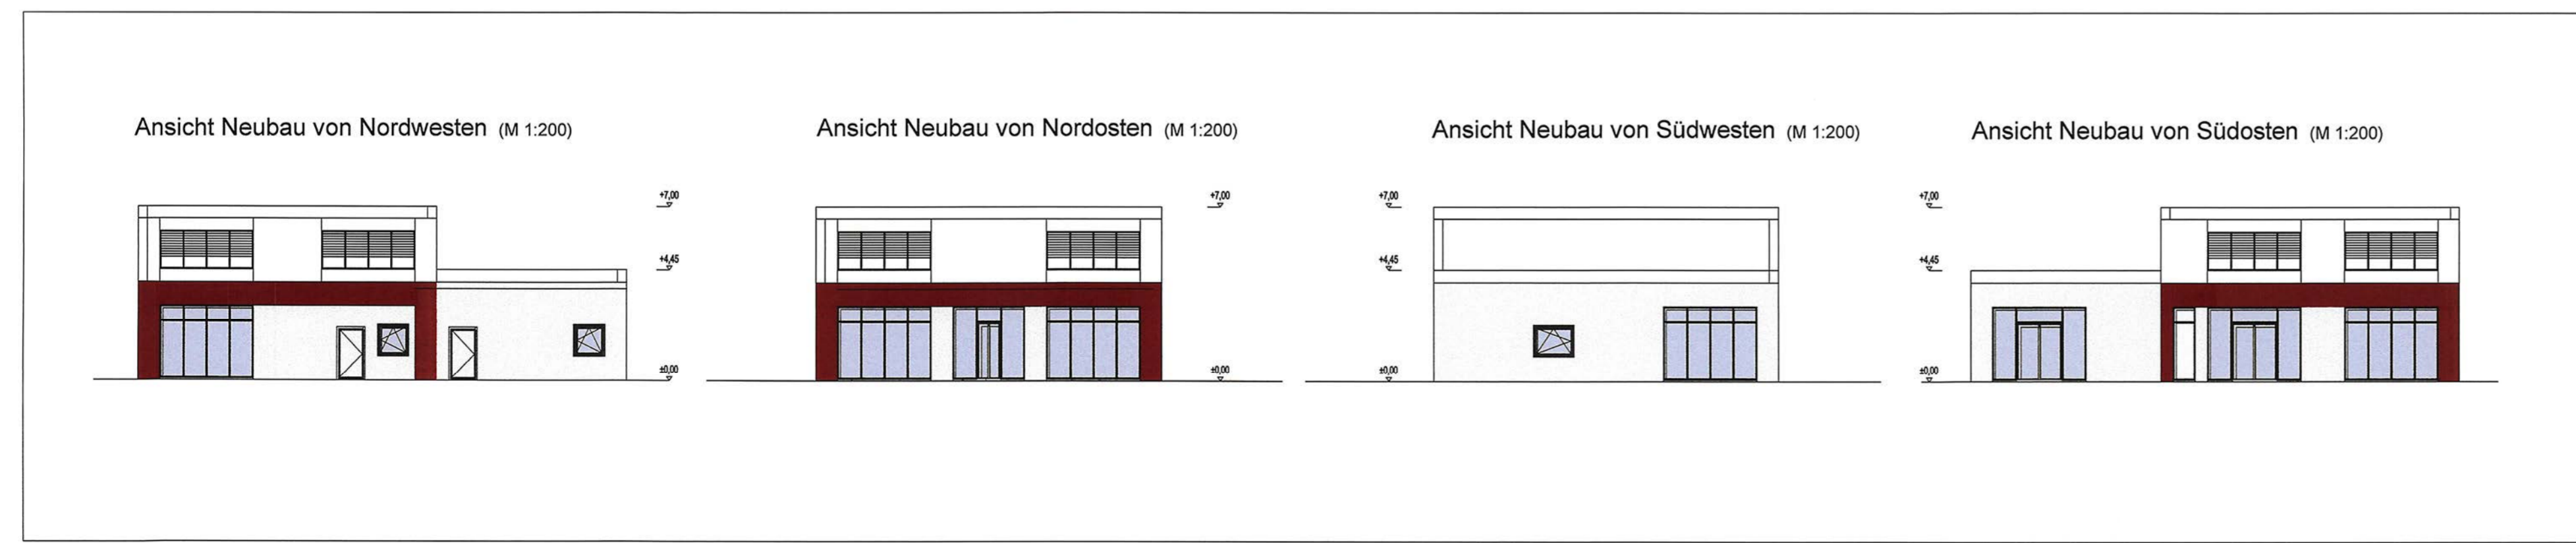 Ansicht Neubau von Nordwesten (M 1:200)
+7,00
+4,45
±0,00
Ansicht Neubau von Nordosten (M 1:200)
+7,00
±0,00
Ansicht Neubau von Südwesten (M 1:200)
+7,00
+4,45
±0,00
Ansicht Neubau von Südosten (M 1:200)
+7,00
+4,45
±0,00